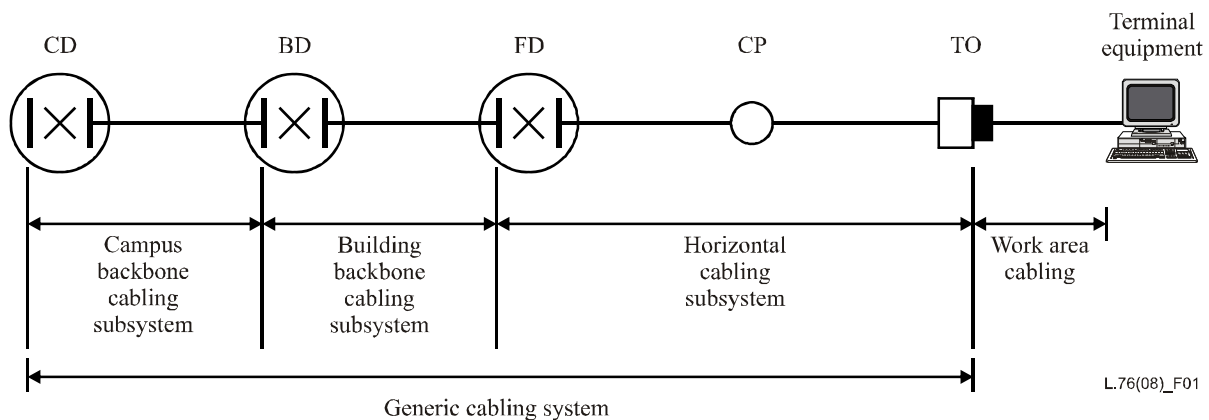 CD
BD
FD
CP
TO
Terminal
equipment
Campus
backbone
cabling
subsystem
Building
backbone
cabling
subsystem
Horizontal
cabling
subsystem
Work area
cabling
Generic cabling system
L.76(08)_F01